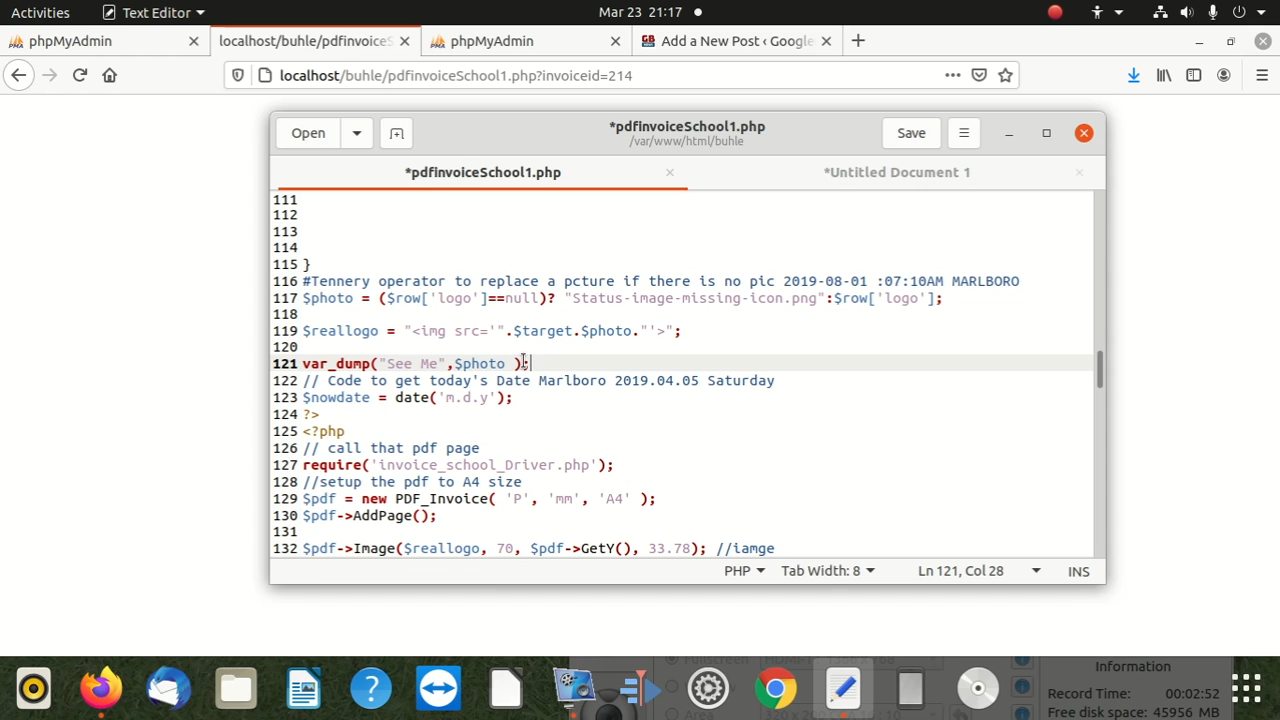 Activities Text Editor Mar 23 21:17
phpMyAdmin localhost/buhle/pdfinvoiceS phpMyAdmin Add a New Post ‹ Google
localhost/buhle/pdfinvoiceSchool1.php?invoiceid=214
Open *pdfinvoiceSchool1.php Save
/var/www/html/buhle
*pdfinvoiceSchool1.php *Untitled Document 1
111
112
113
114
115 }
116 #Tennery operator to replace a pcture if there is no pic 2019-08-01 :07:10AM MARLBORO
117 $photo = ($row['logo']==null)? "Status-image-missing-icon.png":$row['logo'];
118
119 $reallogo = "<img src='".$target.$photo."'>";
120
121 var_dump("See Me",$photo );
122 // Code to get today's Date Marlboro 2019.04.05 Saturday
123 $nowdate = date('m.d.y');
124 ?>
125 <?php
126 // call that pdf page
127 require('invoice_school_Driver.php');
128 //setup the pdf to A4 size
129 $pdf = new PDF_Invoice( 'P', 'mm', 'A4' );
130 $pdf->AddPage();
131
132 $pdf->Image($reallogo, 70, $pdf->GetY(), 33.78); //iamge
PHP Tab Width: 8 Ln 121, Col 28 INS
Information
Record Time: 00:02:52
Free disk space: 45956 MB